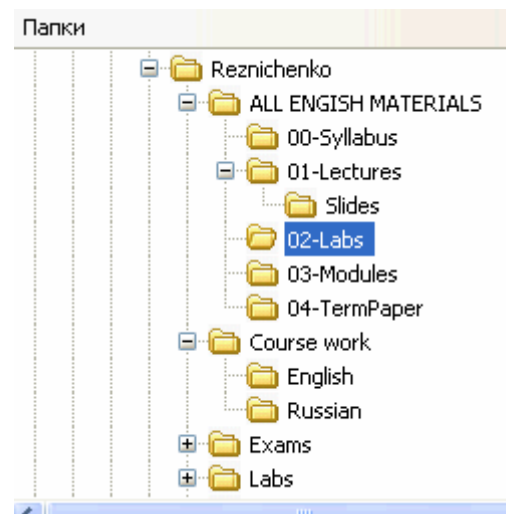 Папки
Reznichenko
ALL ENGISH MATERIALS
00-Syllabus
01-Lectures
Slides
02-Labs
03-Modules
04-TermPaper
Course work
English
Russian
Exams
Labs